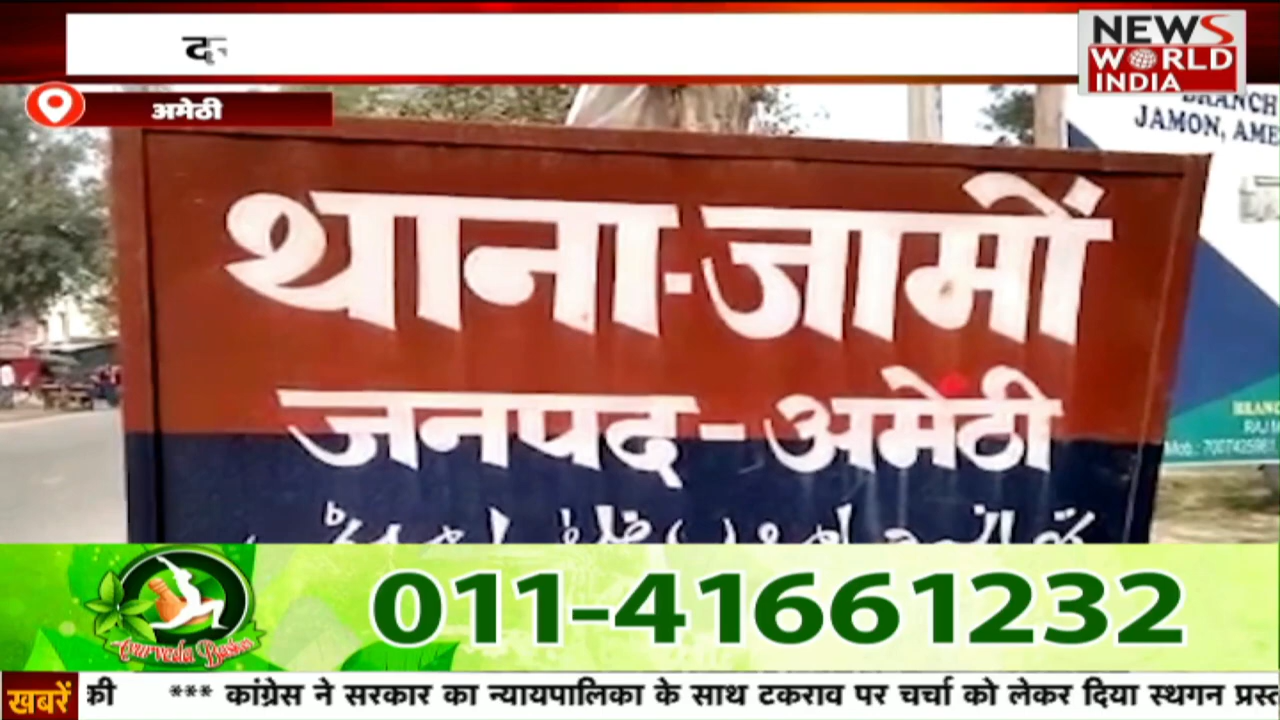 NEWS
WORLD
INDIA
अमेठी
BRANCH
JAMON, AME
थाना-जामों
जनपद-अमेठी
011-41661232
Ayurveda Basket
खबरें
की *** कांग्रेस ने सरकार का न्यायपालिका के साथ टकराव पर चर्चा को लेकर दिया स्थगन